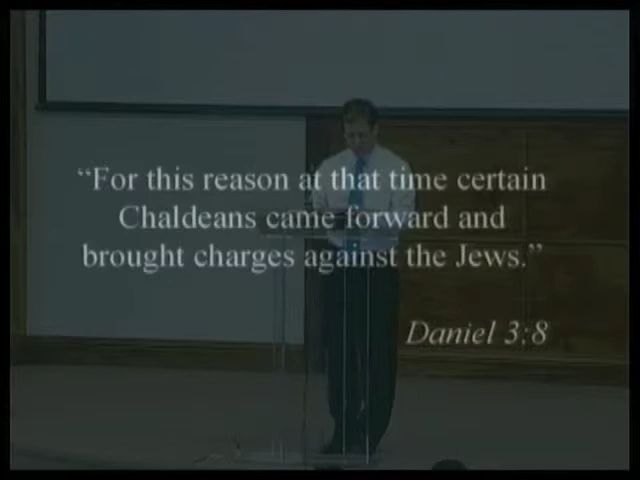 “For this reason at that time certain
Chaldeans came forward and
brought charges against the Jews.”
Daniel 3:8